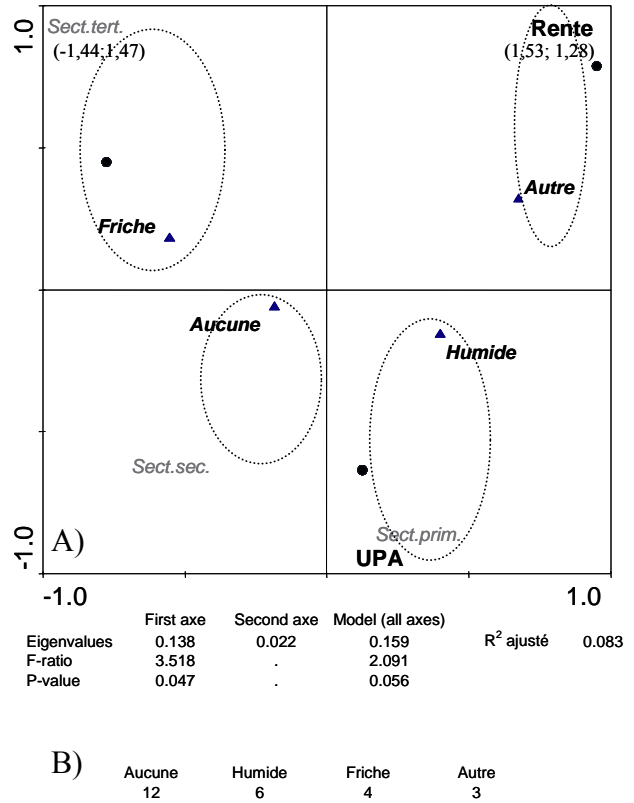 1.0
Sect.tert.
(-1,44;1,47)
Rente
(1,53; 1,28)
Friche
Autre
Aucune
Humide
Sect.sec.
Sect.prim.
UPA
A)
-1.0
-1.0 1.0
First axe Second axe Model (all axes)
Eigenvalues 0.138 0.022 0.159 R² ajusté 0.083
F-ratio 3.518 . 2.091
P-value 0.047 . 0.056
B)
Aucune Humide Friche Autre
12 6 4 3